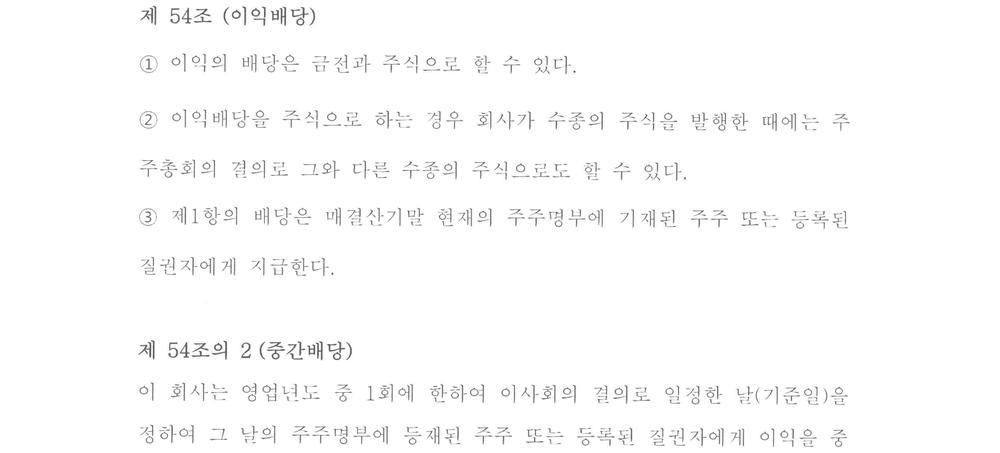 제 54조 (이익배당)
① 이익의 배당은 금전과 주식으로 할 수 있다.
② 이익배당을 주식으로 하는 경우 회사가 수종의 주식을 발행한 때에는 주
주총회의 결의로 그와 다른 수종의 주식으로도 할 수 있다.
③ 제1항의 배당은 매결산기말 현재의 주주명부에 기재된 주주 또는 등록된
질권자에게 지급한다.
제 54조의 2 (중간배당)
이 회사는 영업년도 중 1회에 한하여 이사회의 결의로 일정한 날(기준일)을
정하여 그 날의 주주명부에 등재된 주주 또는 등록된 질권자에게 이익을 중